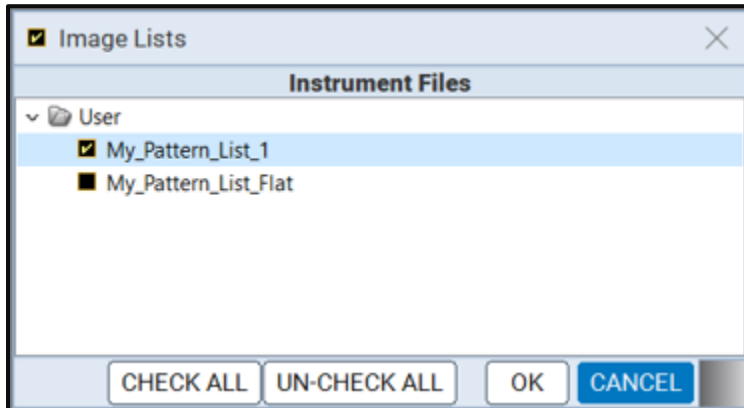 Image Lists
Instrument Files
User
My_Pattern_List_1
My_Pattern_List_Flat
CHECK ALL UN-CHECK ALL OK CANCEL